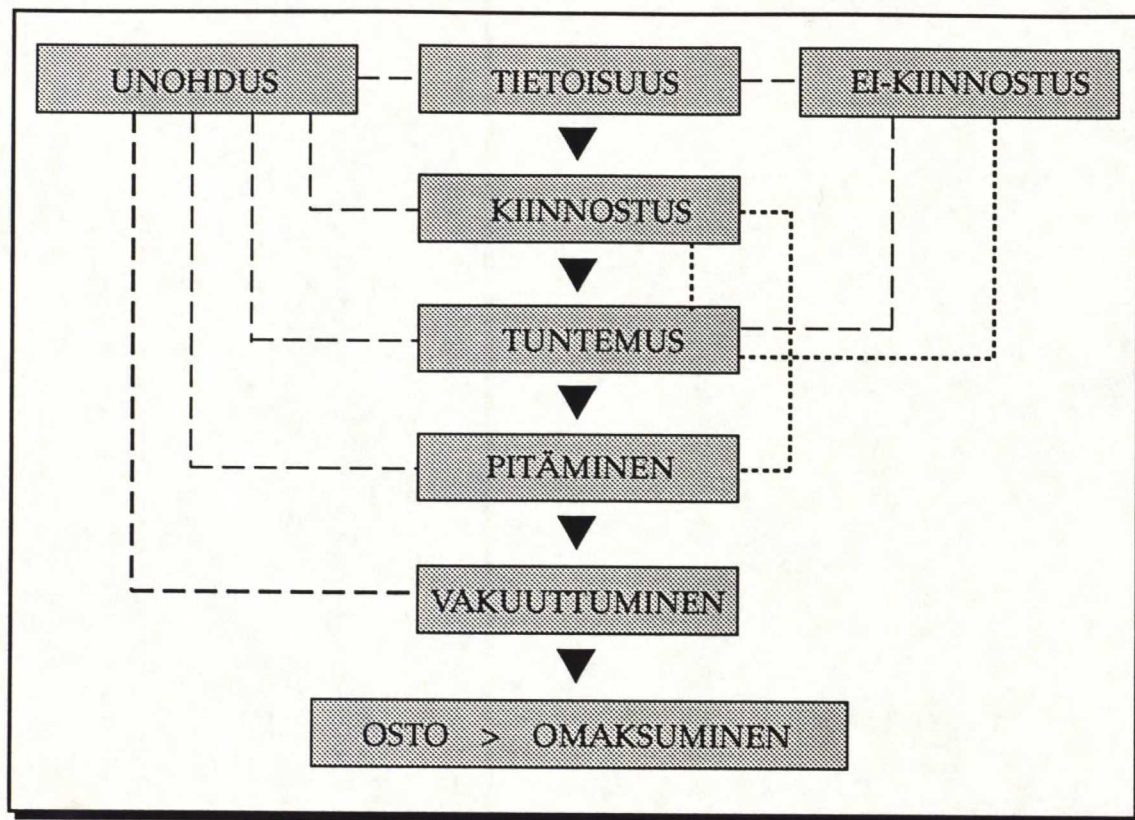 UNOHDUS TIETOISUUS EI-KIINNOSTUS
KIINNOSTUS
TUNTEMUS
PITÄMINEN
VAKUUTTUMINEN
OSTO > OMAKSUMINEN